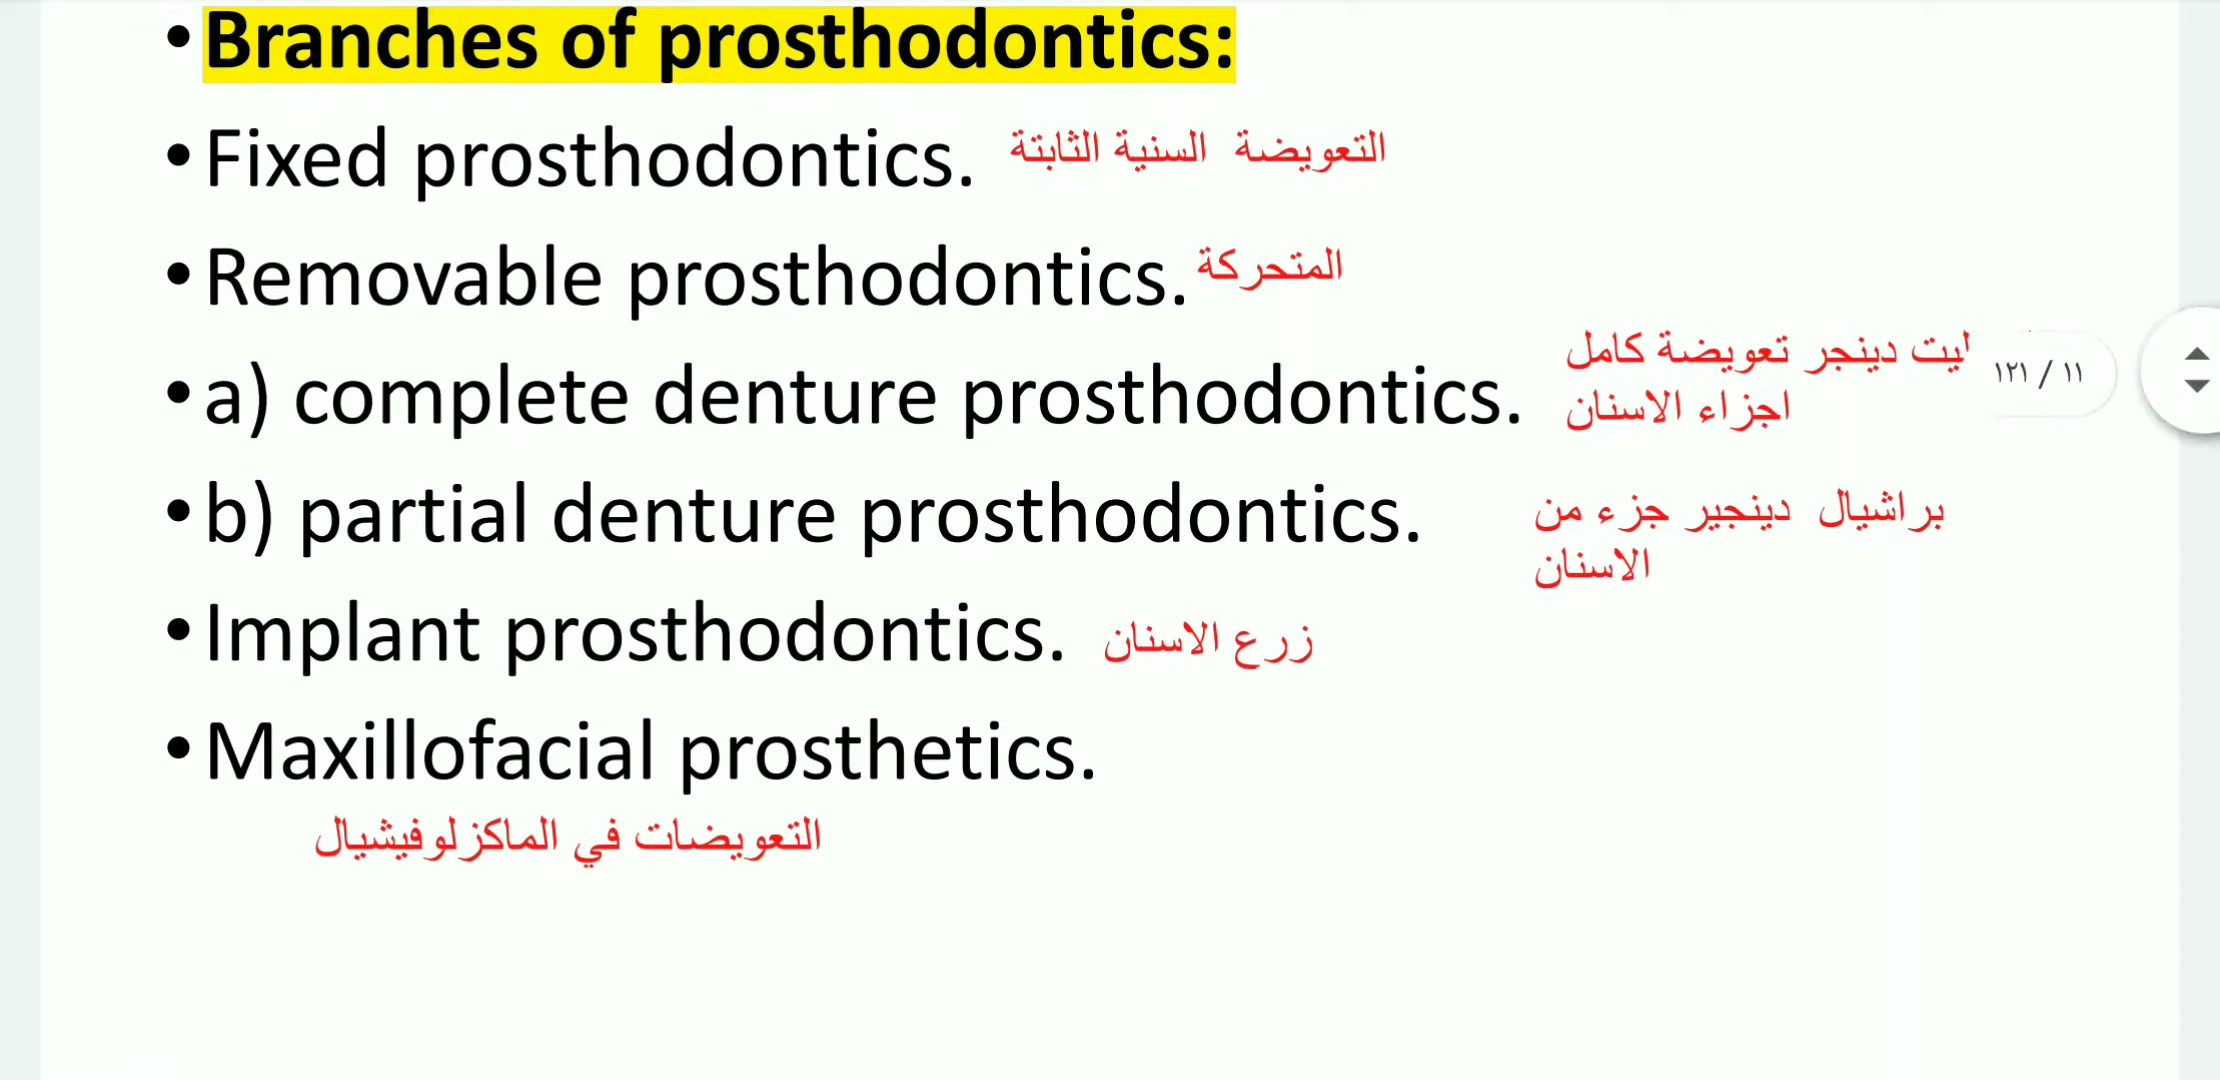 • Branches of prosthodontics:
• Fixed prosthodontics. التعويضة السنية الثابتة
• Removable prosthodontics. المتحركة
• a) complete denture prosthodontics. ليت دينجر تعويضة كامل
اجزاء الاسنان
١١ / ١٢١
• b) partial denture prosthodontics. براشيال دينجير جزء من
الاسنان
• Implant prosthodontics. زرع الاسنان
• Maxillofacial prosthetics.
التعويضات في الماكزلوفيشيال